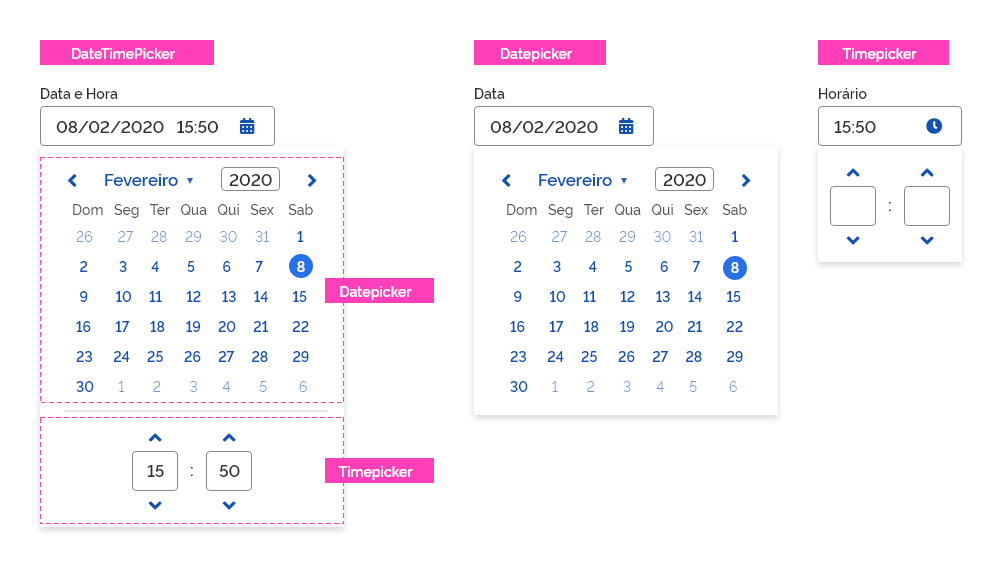 DateTimePicker
Data e Hora
08/02/2020 15:50
Fevereiro ▾ 2020
Dom Seg Ter Qua Qui Sex Sab
26 27 28 29 30 31 1
2 3 4 5 6 7 8
9 10 11 12 13 14 15
16 17 18 19 20 21 22
23 24 25 26 27 28 29
30 1 2 3 4 5 6
Datepicker
15 : 50
Timepicker
Datepicker
Data
08/02/2020
Fevereiro ▾ 2020
Dom Seg Ter Qua Qui Sex Sab
26 27 28 29 30 31 1
2 3 4 5 6 7 8
9 10 11 12 13 14 15
16 17 18 19 20 21 22
23 24 25 26 27 28 29
30 1 2 3 4 5 6
Timepicker
Horário
15:50
: